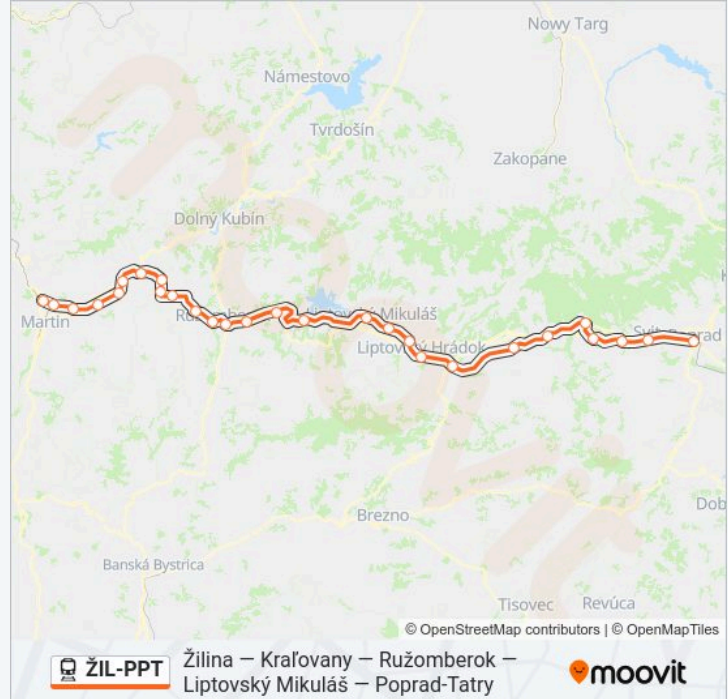 Nowy Targ
Námestovo
Tvrdošín
Zakopane
Dolný Kubín
Martin
Liptovský Hrádok
Brezno
Banská Bystrica
Tisovec
Revúca
Dob
© OpenStreetMap contributors | © OpenMapTiles
ŽIL-PPT
Žilina — Kraľovany — Ružomberok —
Liptovský Mikuláš — Poprad-Tatry
moovit